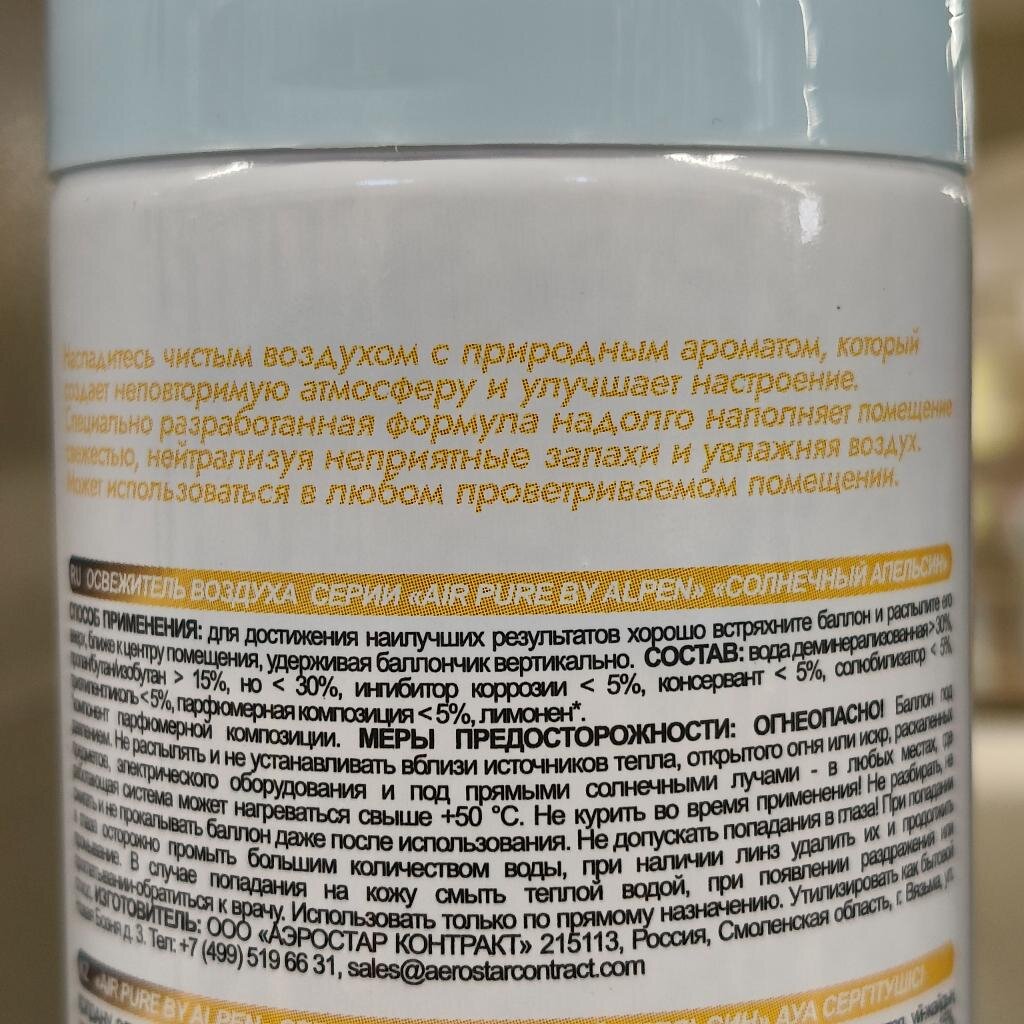 Насладитесь чистым воздухом с природным ароматом, который
создает неповторимую атмосферу и улучшает настроение.
Специально разработанная формула надолго наполняет помещение
свежестью, нейтрализуя неприятные запахи и увлажняя воздух.
Может использоваться в любом проветриваемом помещении.
RU ОСВЕЖИТЕЛЬ ВОЗДУХА СЕРИИ «AIR PURE BY ALPEN» «СОЛНЕЧНЫЙ АПЕЛЬСИН»
СПОСОБ ПРИМЕНЕНИЯ: для достижения наилучших результатов хорошо встряхните баллон и распылите его
вверх, ближе к центру помещения, удерживая баллончик вертикально. СОСТАВ: вода деминерализованная > 30%,
пропан/бутан/изобутан > 15%, но < 30%, ингибитор коррозии < 5%, консервант < 5%, солюбилизатор < 5%,
< 5%, парфюмерная композиция < 5%, лимонен*.
*компонент парфюмерной композиции. МЕРЫ ПРЕДОСТОРОЖНОСТИ: ОГНЕОПАСНО! Баллон под
давлением. Не распылять и не устанавливать вблизи источников тепла, открытого огня или искр, раскаленных
предметов, электрического оборудования и под прямыми солнечными лучами - в любых местах, где
работающая система может нагреваться свыше +50 °С. Не курить во время применения! Не разбирать, не
сжигать и не прокалывать баллон даже после использования. Не допускать попадания в глаза! При попадании
в глаза осторожно промыть большим количеством воды, при наличии линз удалить их и продолжить
промывание. В случае попадания на кожу смыть теплой водой, при появлении раздражения или
проглатывании-обратиться к врачу. Использовать только по прямому назначению. Утилизировать как бытовой
ИЗГОТОВИТЕЛЬ: ООО «АЭРОСТАР КОНТРАКТ» 215113, Россия, Смоленская область, г. Вязьма, ул.
д. 3. Тел: +7 (499) 519 66 31, sales@aerostarcontract.com
KZ «AIR PURE BY ALPEN» АУА СЕРГІТУШІСІ